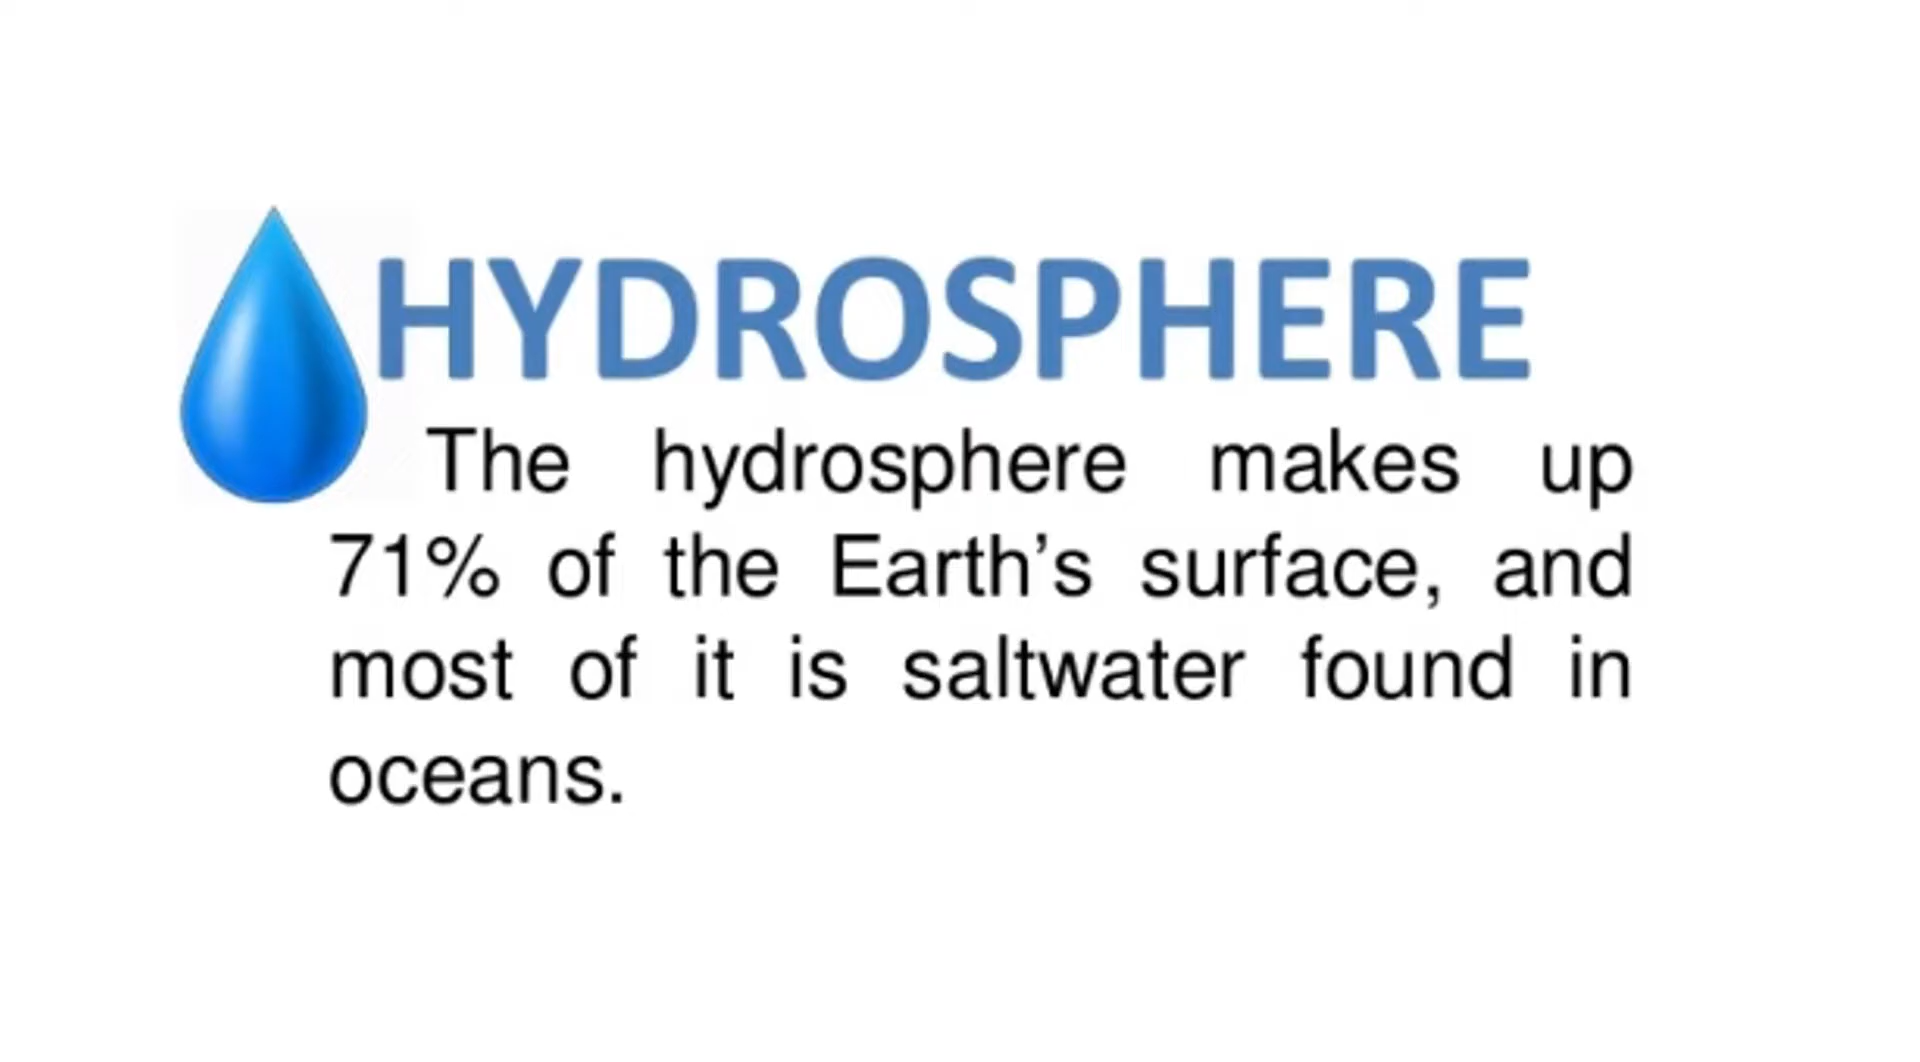 HYDROSPHERE
The hydrosphere makes up
71% of the Earth’s surface, and
most of it is saltwater found in
oceans.